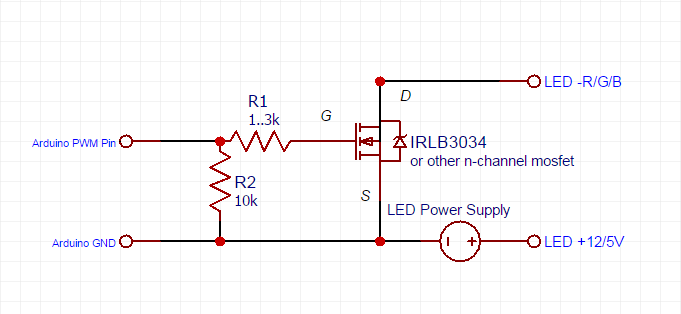 LED -R/G/B
D
R1
1..3k
G
Arduino PWM Pin
IRLB3034
or other n-channel mosfet
R2
10k
S
LED Power Supply
Arduino GND
LED +12/5V